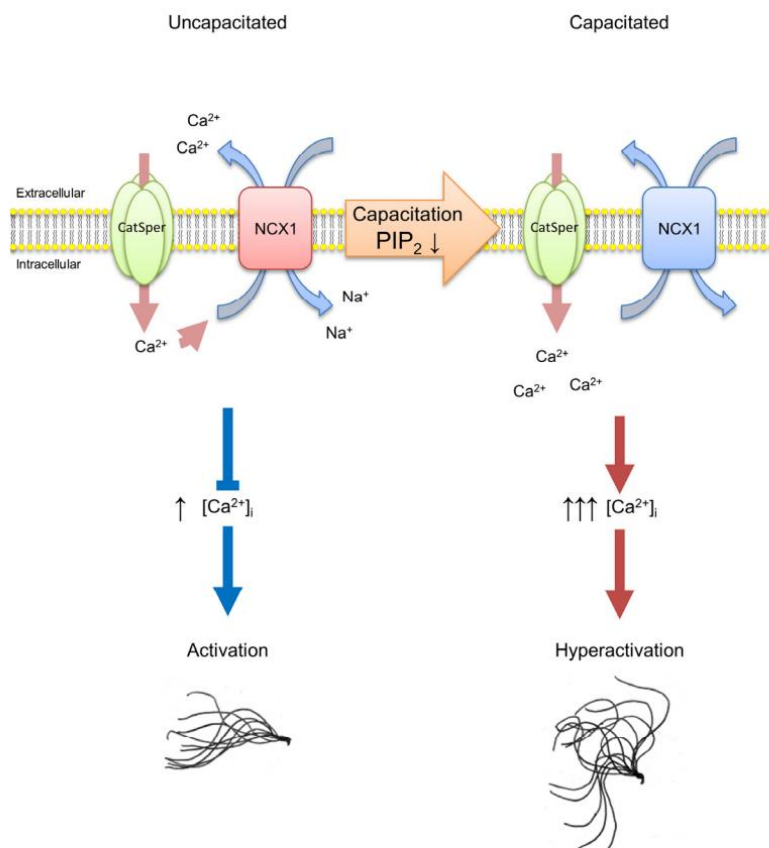 Uncapacitated
Capacitated
Ca²⁺
Ca²⁺
Extracellular
Intracellular
CatSper
NCX1
Capacitation
PIP₂ ↓
CatSper
NCX1
Na⁺
Na⁺
Ca²⁺
Ca²⁺
Ca²⁺
Ca²⁺
↑ [Ca²⁺]ᵢ
↑↑↑ [Ca²⁺]ᵢ
Activation
Hyperactivation